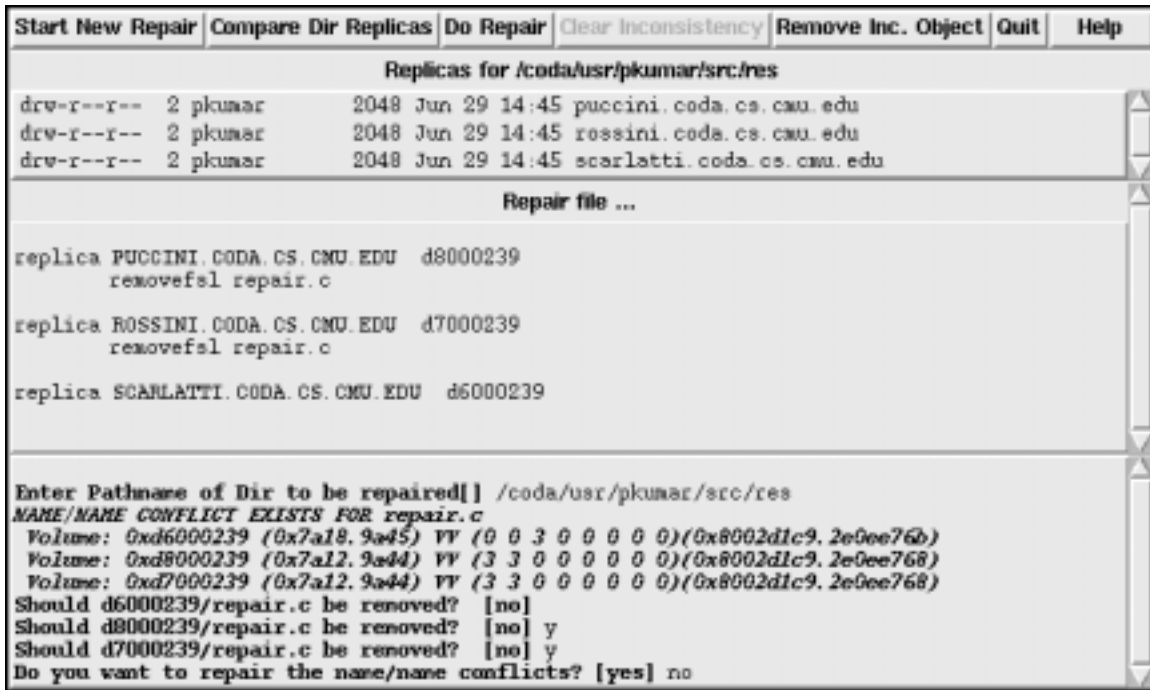 Start New Repair Compare Dir Replicas Do Repair Clear Inconsistency Remove Inc. Object Quit Help
Replicas for /coda/usr/pkumar/src/res
drw-r--r-- 2 pkumar 2048 Jun 29 14:45 puccini.coda.cs.cmu.edu
drw-r--r-- 2 pkumar 2048 Jun 29 14:45 rossini.coda.cs.cmu.edu
drw-r--r-- 2 pkumar 2048 Jun 29 14:45 scarlatti.coda.cs.cmu.edu
Repair file ...
replica PUCCINI.CODA.CS.CMU.EDU d8000239
removefsl repair.c
replica ROSSINI.CODA.CS.CMU.EDU d7000239
removefsl repair.c
replica SCARLATTI.CODA.CS.CMU.EDU d6000239
Enter Pathname of Dir to be repaired[] /coda/usr/pkumar/src/res
NAME/NAME CONFLICT EXISTS FOR repair.c
Volume: 0xd6000239 (0x7a18.9a45) VV (0 0 3 0 0 0 0 0)(0x8002d1c9.2e0ee76b)
Volume: 0xd8000239 (0x7a12.9a44) VV (3 3 0 0 0 0 0 0)(0x8002d1c9.2e0ee768)
Volume: 0xd7000239 (0x7a12.9a44) VV (3 3 0 0 0 0 0 0)(0x8002d1c9.2e0ee768)
Should d6000239/repair.c be removed? [no]
Should d8000239/repair.c be removed? [no] y
Should d7000239/repair.c be removed? [no] y
Do you want to repair the name/name conflicts? [yes] no